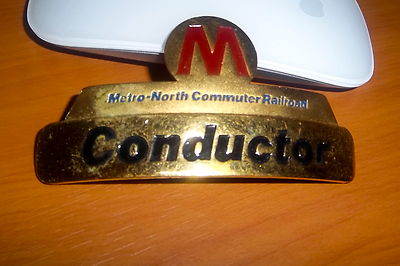 M
Metro-North Commuter Railroad
Conductor